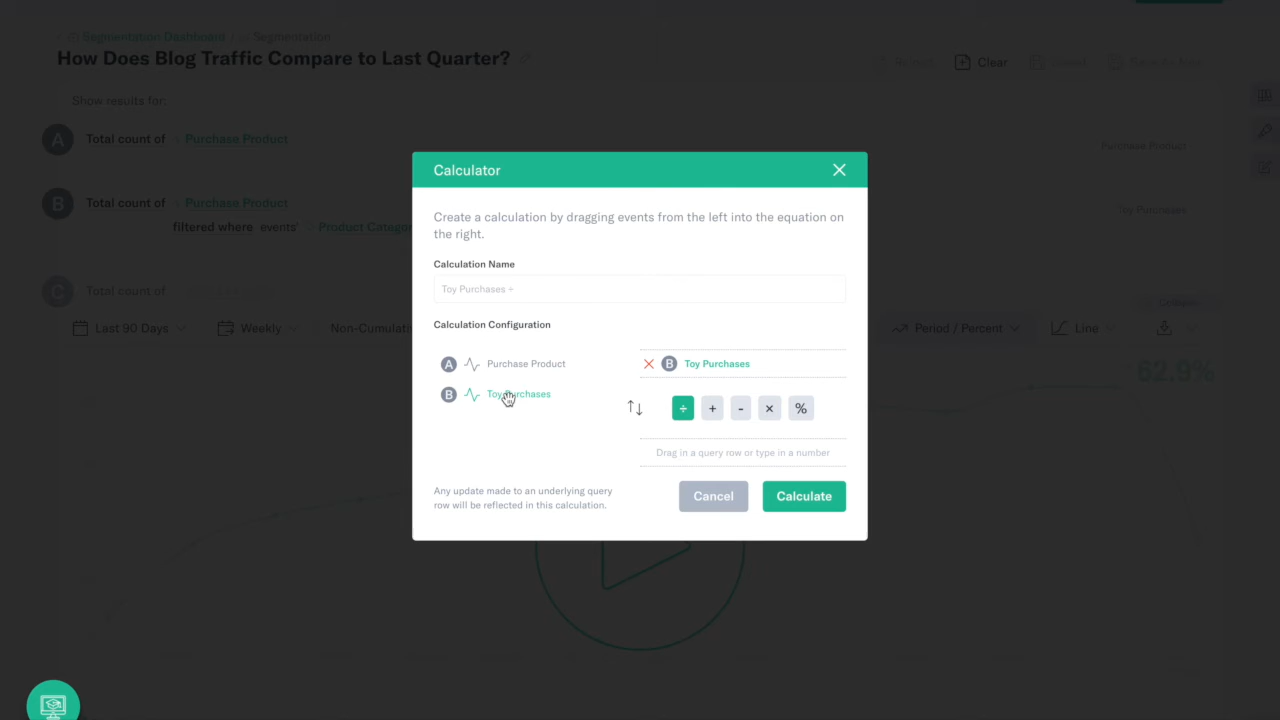 Segmentation Dashboard / Segmentation
How Does Blog Traffic Compare to Last Quarter?
Reload
Clear
Show results for:
A Total count of Purchase Product
Purchase Product
B Total count of Purchase Product
Toy Purchases
filtered where events' Product Categor
C Total count of
Last 90 Days
Weekly
Non-Cumulati
Period / Percent
Line
62.9%
Calculator
Create a calculation by dragging events from the left into the equation on
the right.
Calculation Name
Toy Purchases ÷
Calculation Configuration
A Purchase Product
B Toy Purchases
B Toy Purchases
÷ + - × %
Drag in a query row or type in a number
Any update made to an underlying query
row will be reflected in this calculation.
Cancel
Calculate